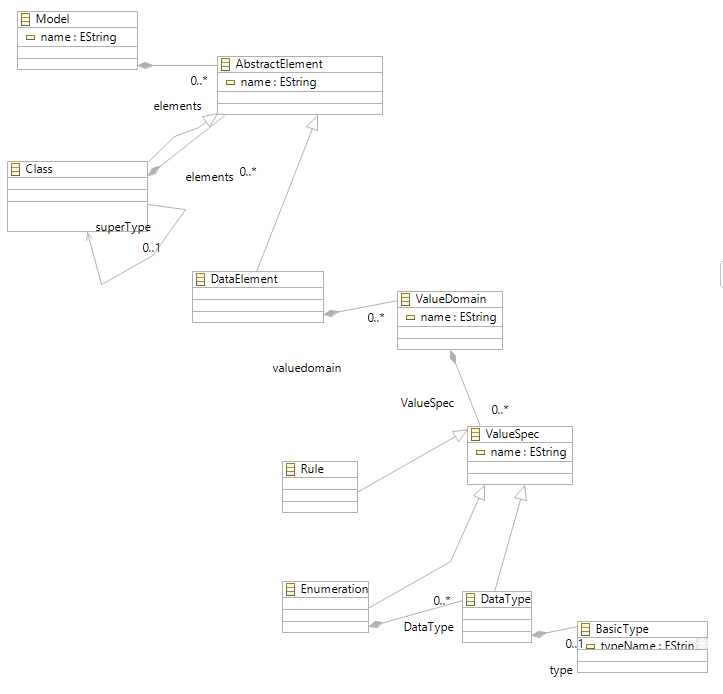 Model
name : EString
AbstractElement
name : EString
0..*
elements
Class
elements
0..*
superType
0..1
DataElement
ValueDomain
name : EString
0..*
valuedomain
ValueSpec
0..*
ValueSpec
name : EString
Rule
Enumeration
0..*
DataType
DataType
BasicType
0..1
typeName : EStrin
type